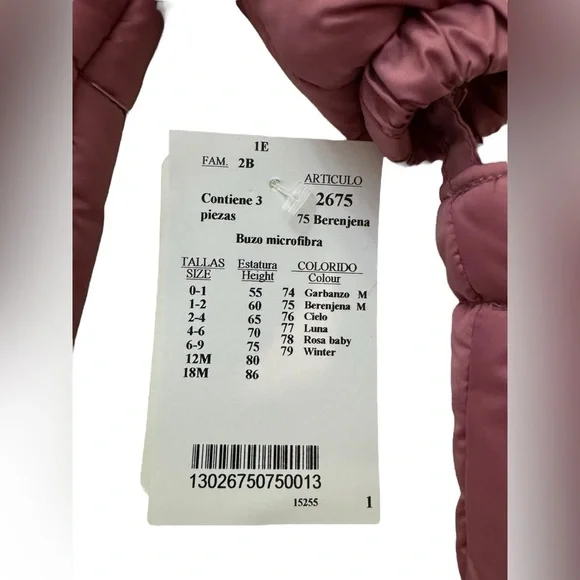 1E
FAM. 2B
ARTICULO
Contiene 3 2675
piezas 75 Berenjena
Buzo microfibra
TALLAS Estatura COLORIDO
SIZE Height Colour
0-1 55 74 Garbanzo M
1-2 60 75 Berenjena M
2-4 65 76 Cielo
4-6 70 77 Luna
6-9 75 78 Rosa baby
12M 80 79 Winter
18M 86
13026750750013
15255 1